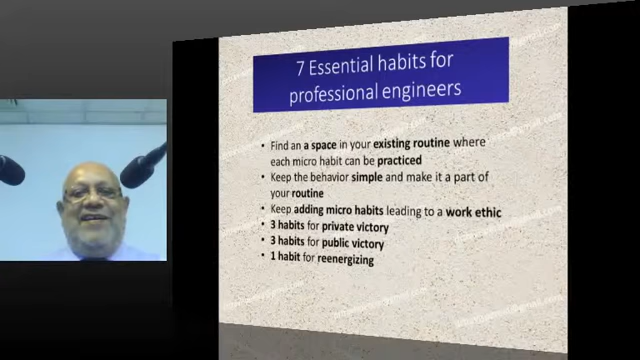 7 Essential habits for
professional engineers
• Find an a space in your existing routine where
each micro habit can be practiced
• Keep the behavior simple and make it a part of
your routine
• Keep adding micro habits leading to a work ethic
• 3 habits for private victory
• 3 habits for public victory
• 1 habit for reenergizing